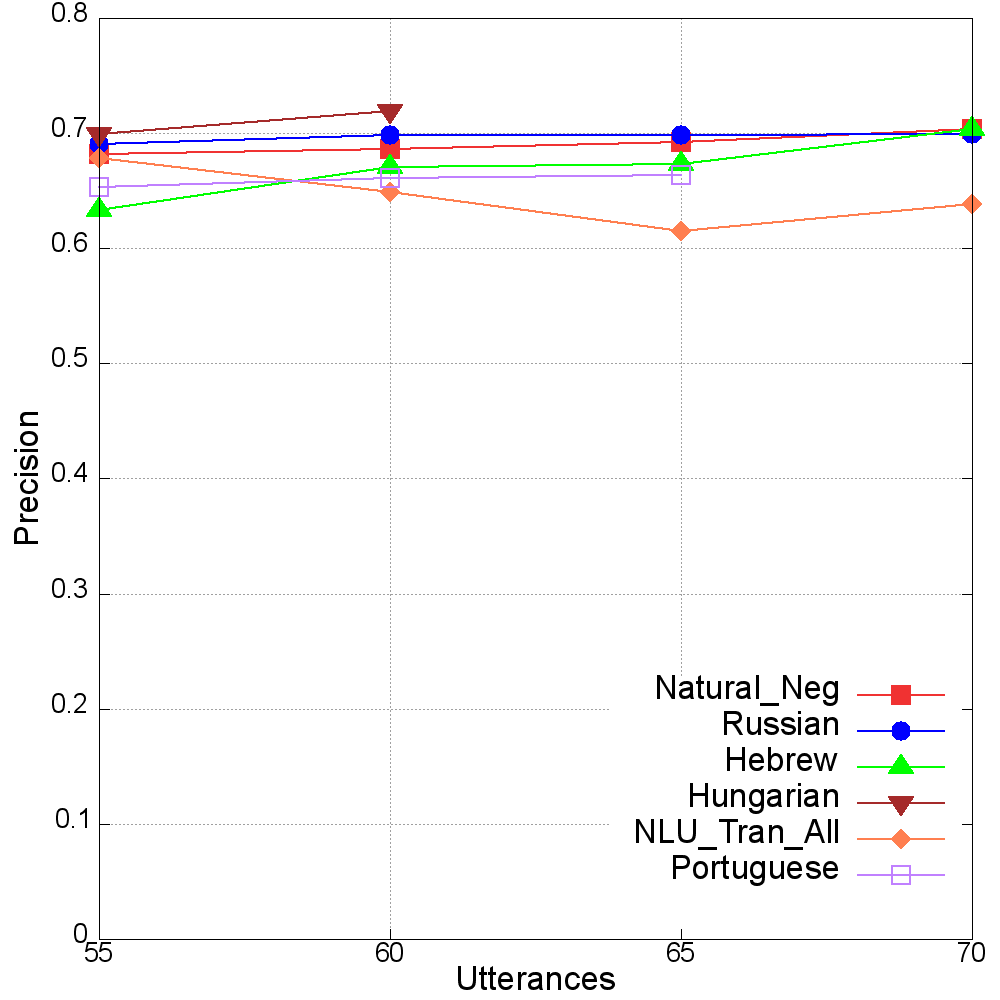 0.8
0.7
0.6
0.5
0.4
0.3
0.2
0.1
0
Precision
55 60 65 70
Utterances
Natural_Neg
Russian
Hebrew
Hungarian
NLU_Tran_All
Portuguese